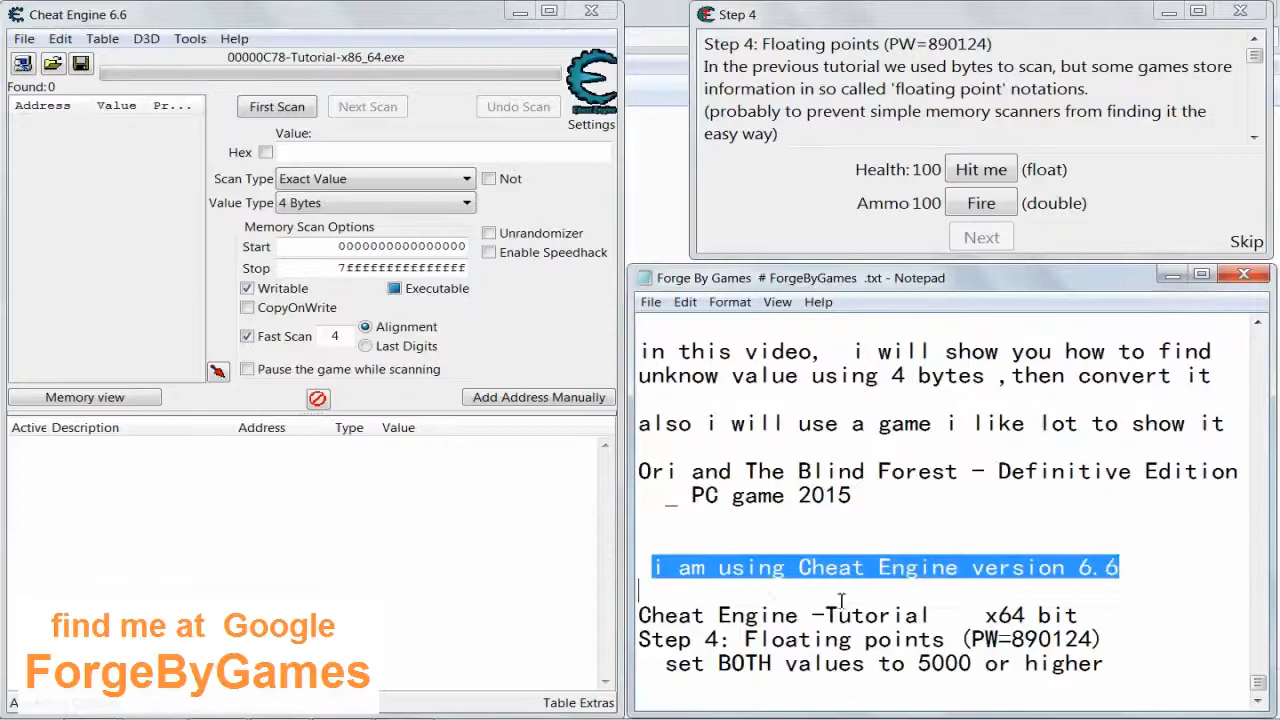 Cheat Engine 6.6
File Edit Table D3D Tools Help
00000C78-Tutorial-x86_64.exe
Found:0
Address Value Pr...
First Scan Next Scan Undo Scan
Settings
Value:
Hex
Scan Type Exact Value Not
Value Type 4 Bytes
Memory Scan Options
Start 0000000000000000
Stop 7fffffffffffffff
Unrandomizer
Enable Speedhack
Writable Executable
CopyOnWrite
Fast Scan 4 Alignment
Last Digits
Pause the game while scanning
Memory view Add Address Manually
Active Description Address Type Value
find me at Google
ForgeByGames
Table Extras
Step 4
Step 4: Floating points (PW=890124)
In the previous tutorial we used bytes to scan, but some games store
information in so called 'floating point' notations.
(probably to prevent simple memory scanners from finding it the
easy way)
Health: 100 Hit me (float)
Ammo 100 Fire (double)
Next
Skip
Forge By Games # ForgeByGames .txt - Notepad
File Edit Format View Help
in this video, i will show you how to find
unknow value using 4 bytes ,then convert it
also i will use a game i like lot to show it
Ori and The Blind Forest - Definitive Edition
_ PC game 2015
i am using Cheat Engine version 6.6
Cheat Engine -Tutorial x64 bit
Step 4: Floating points (PW=890124)
set BOTH values to 5000 or higher